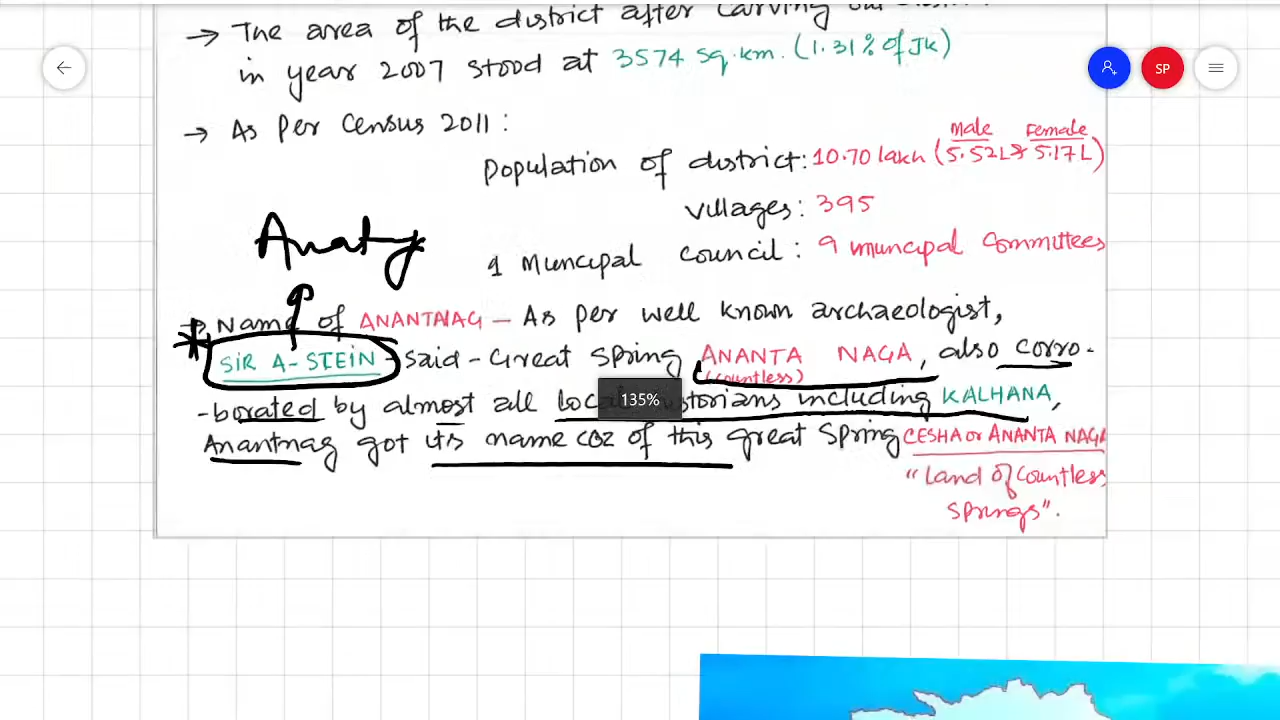 → The area of the district after carving out
in year 2007 stood at 3574 sq.km. (1.31% of JK)
SP
→ As per Census 2011:
Male Female
Population of district: 10.70 lakh (5.52L & 5.17L)
villages: 395
Anantg
1 Muncipal council: 9 muncipal Committees
→ Name of ANANTNAG - As per well known archaeologist,
SIR A-STEIN - said - Great spring ANANTA NAGA, also corro-
(countless)
135%
-borated by almost all local historians including KALHANA,
Anantnag got its name coz of this great Spring CESHA or ANANTA NAGA
"Land of Countless
Springs".